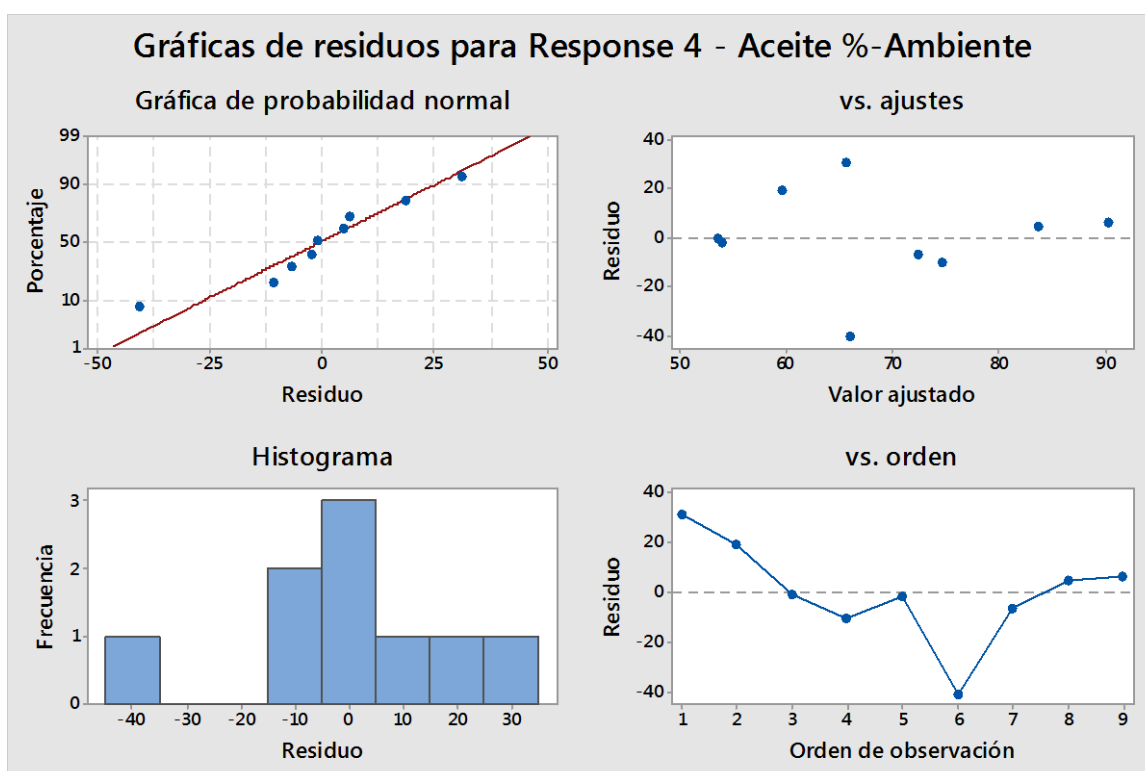 Gráficas de residuos para Response 4 - Aceite %-Ambiente
Gráfica de probabilidad normal
99
90
50
10
1
Porcentaje
-50 -25 0 25 50
Residuo
vs. ajustes
40
20
0
-20
-40
Residuo
50 60 70 80 90
Valor ajustado
Histograma
3
2
1
0
Frecuencia
-40 -30 -20 -10 0 10 20 30
Residuo
vs. orden
40
20
0
-20
-40
Residuo
1 2 3 4 5 6 7 8 9
Orden de observación